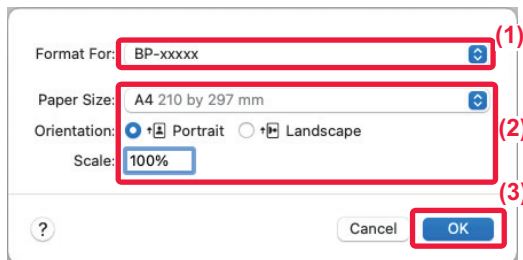 (1)
Format For: BP-xxxxx
Paper Size: A4 210 by 297 mm
(2)
Orientation: Portrait Landscape
Scale: 100%
(3)
? Cancel OK